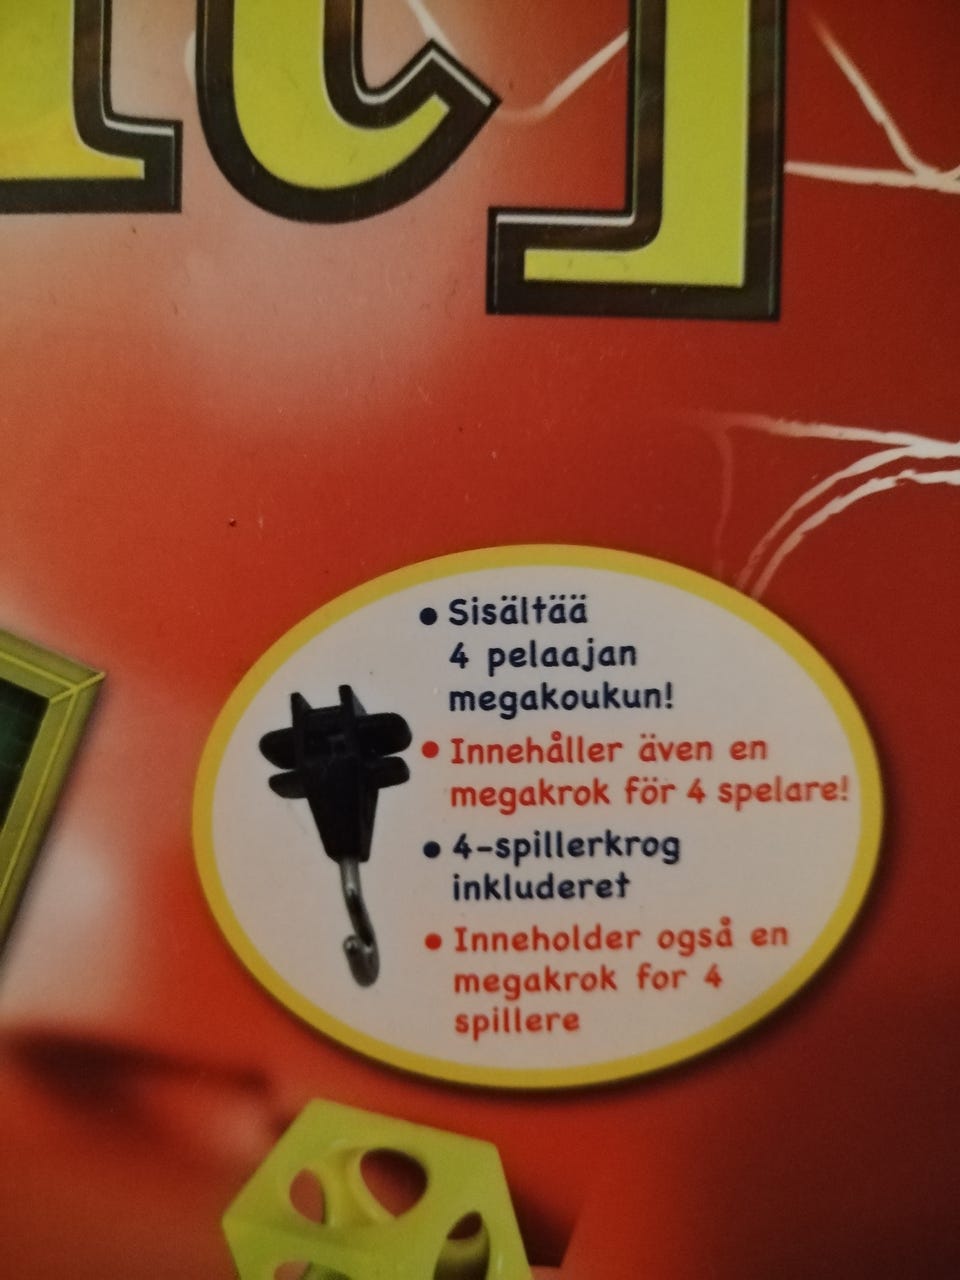 • Sisältää
4 pelaajan
megakoukun!
• Innehåller även en
megakrok för 4 spelare!
• 4-spillerkrog
inkluderet
• Inneholder også en
megakrok for 4
spillere